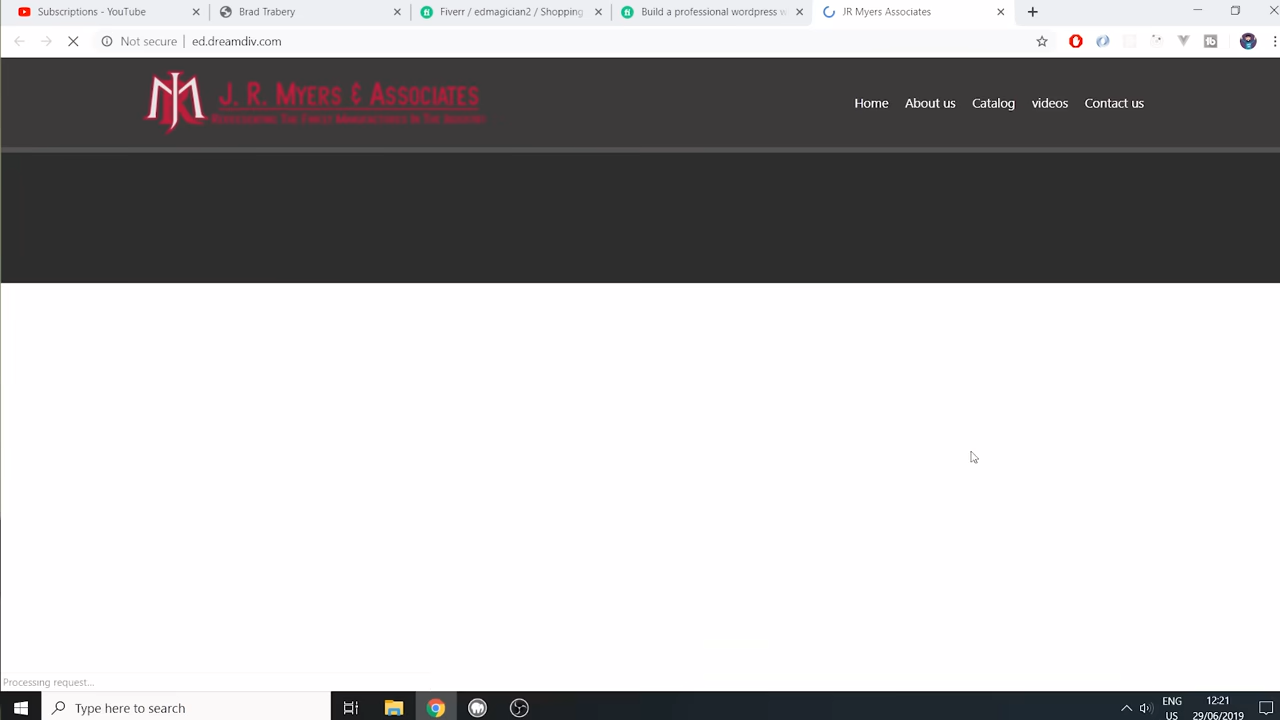 Subscriptions - YouTube
Brad Trabery
Fiverr / edmagician2 / Shopping
Build a professional wordpress w
JR Myers Associates
Not secure
ed.dreamdiv.com
J. R. MYERS & ASSOCIATES
Home
About us
Catalog
videos
Contact us
Processing request...
Type here to search
ENG
US
12:21
29/06/2019